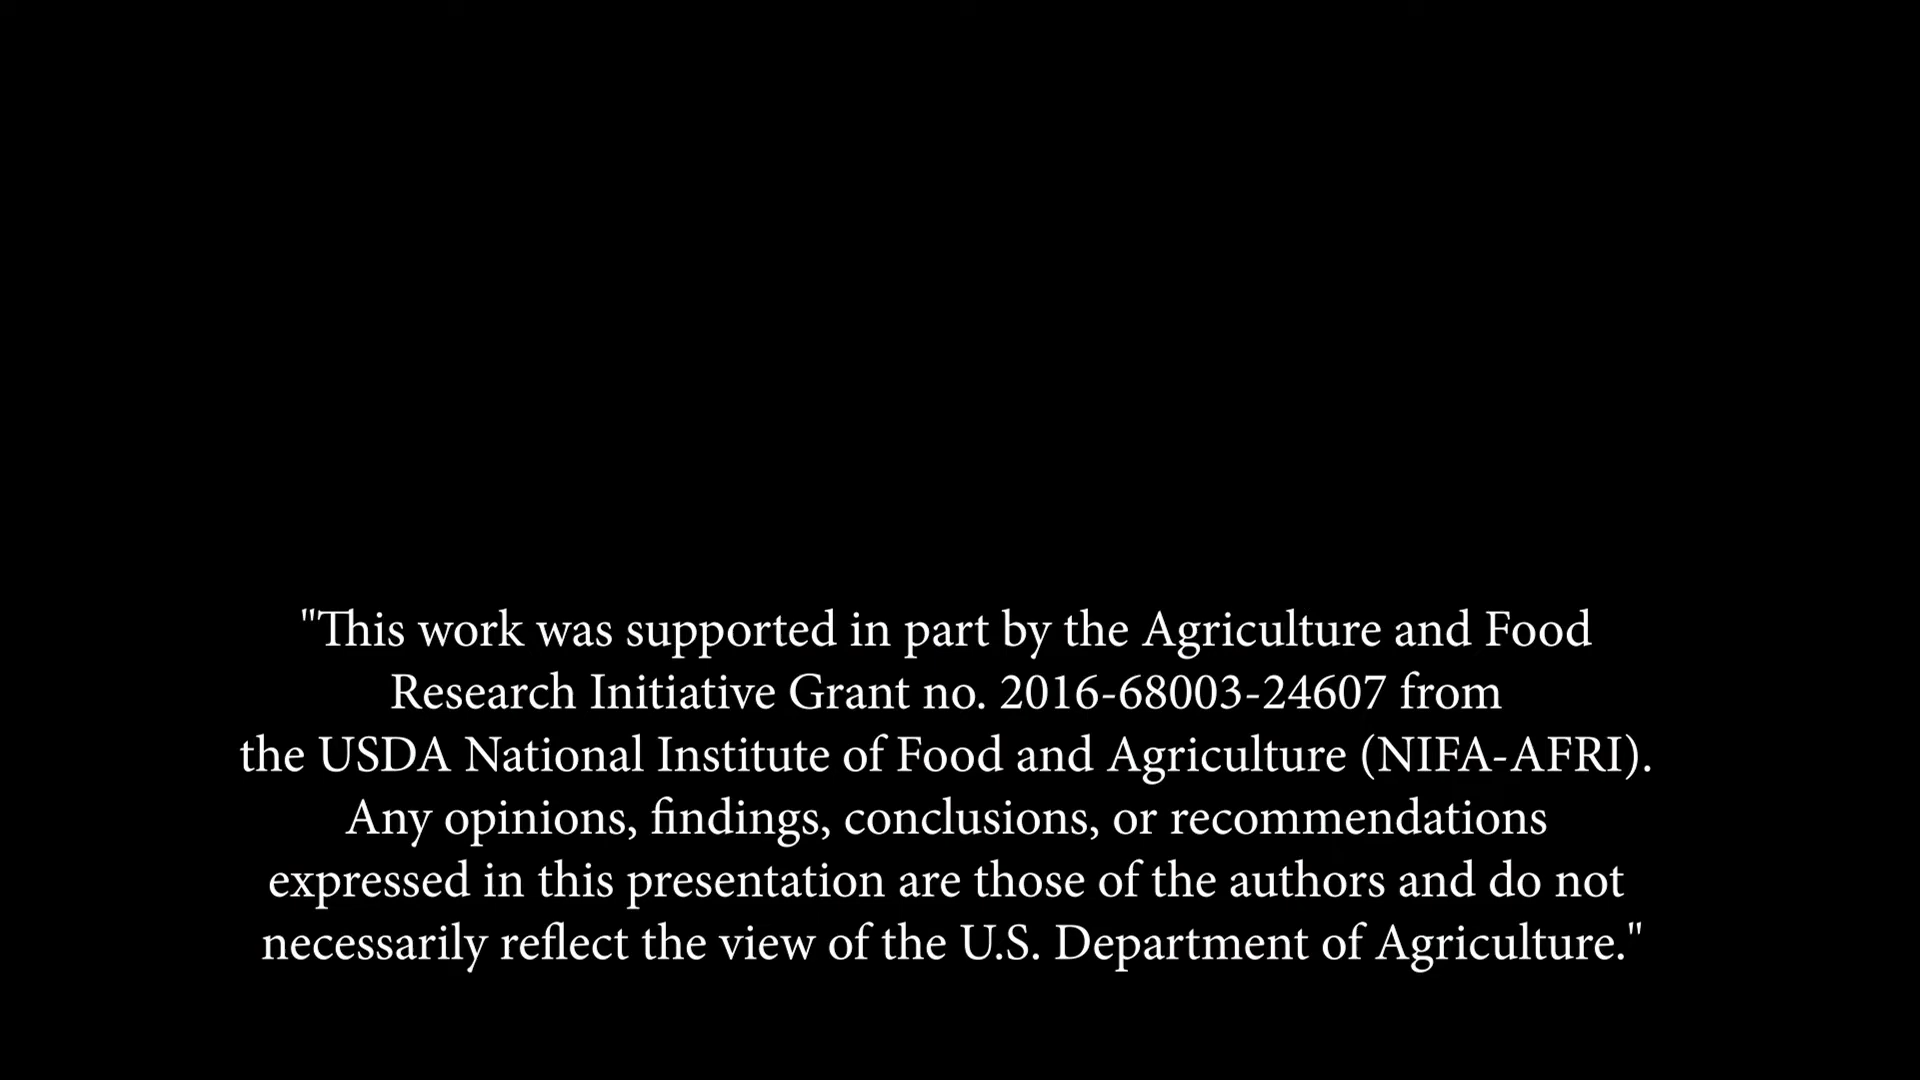 "This work was supported in part by the Agriculture and Food
Research Initiative Grant no. 2016-68003-24607 from
the USDA National Institute of Food and Agriculture (NIFA-AFRI).
Any opinions, findings, conclusions, or recommendations
expressed in this presentation are those of the authors and do not
necessarily reflect the view of the U.S. Department of Agriculture."